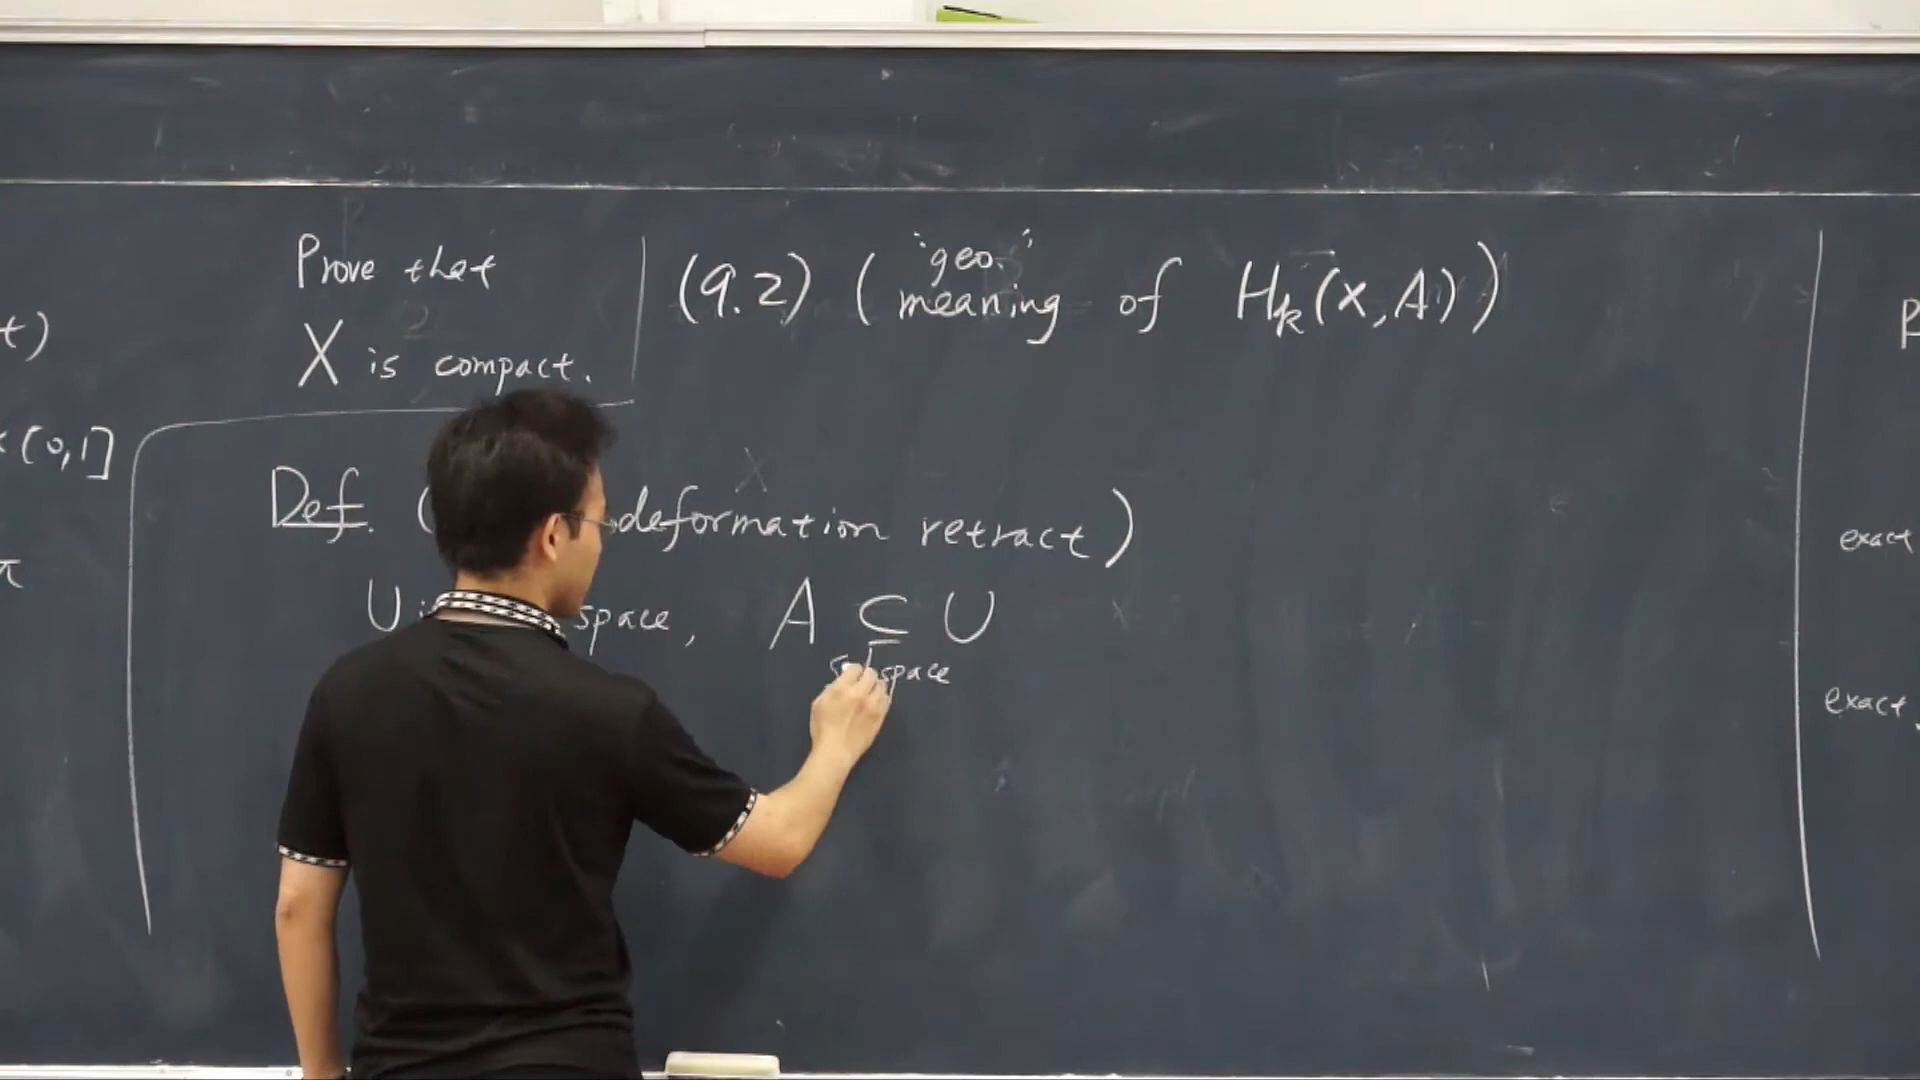 t)
(0,1]
π
Prove that
X is compact.
(9.2) ( "geo." meaning of Hk(X,A))
Def. ( deformation retract)
U space, A ⊆ U
space
exact
exact